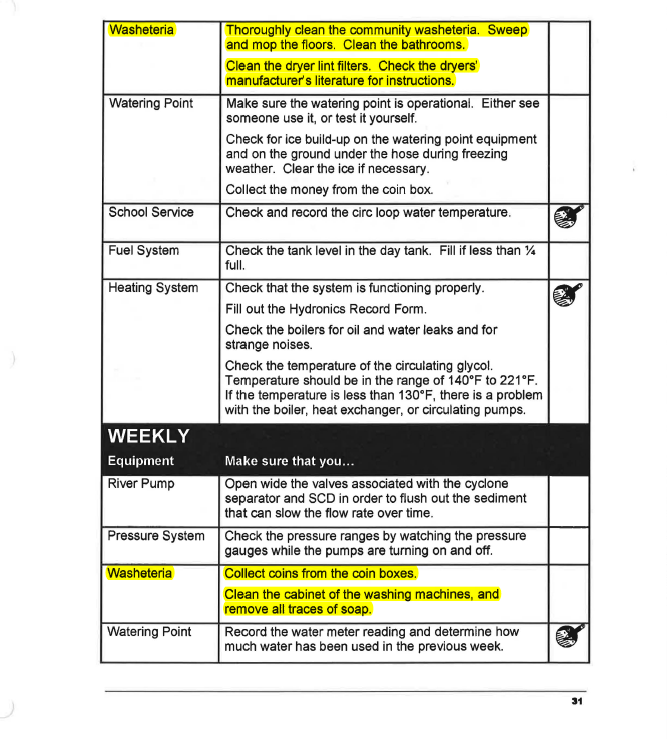 Washeteria
Thoroughly clean the community washeteria. Sweep
and mop the floors. Clean the bathrooms.
Clean the dryer lint filters. Check the dryers'
manufacturer's literature for instructions.
Watering Point
Make sure the watering point is operational. Either see
someone use it, or test it yourself.
Check for ice build-up on the watering point equipment
and on the ground under the hose during freezing
weather. Clear the ice if necessary.
Collect the money from the coin box.
School Service
Check and record the circ loop water temperature.
Fuel System
Check the tank level in the day tank. Fill if less than ¼
full.
Heating System
Check that the system is functioning properly.
Fill out the Hydronics Record Form.
Check the boilers for oil and water leaks and for
strange noises.
Check the temperature of the circulating glycol.
Temperature should be in the range of 140°F to 221°F.
If the temperature is less than 130°F, there is a problem
with the boiler, heat exchanger, or circulating pumps.
WEEKLY
Equipment
Make sure that you...
River Pump
Open wide the valves associated with the cyclone
separator and SCD in order to flush out the sediment
that can slow the flow rate over time.
Pressure System
Check the pressure ranges by watching the pressure
gauges while the pumps are turning on and off.
Washeteria
Collect coins from the coin boxes.
Clean the cabinet of the washing machines, and
remove all traces of soap.
Watering Point
Record the water meter reading and determine how
much water has been used in the previous week.
31